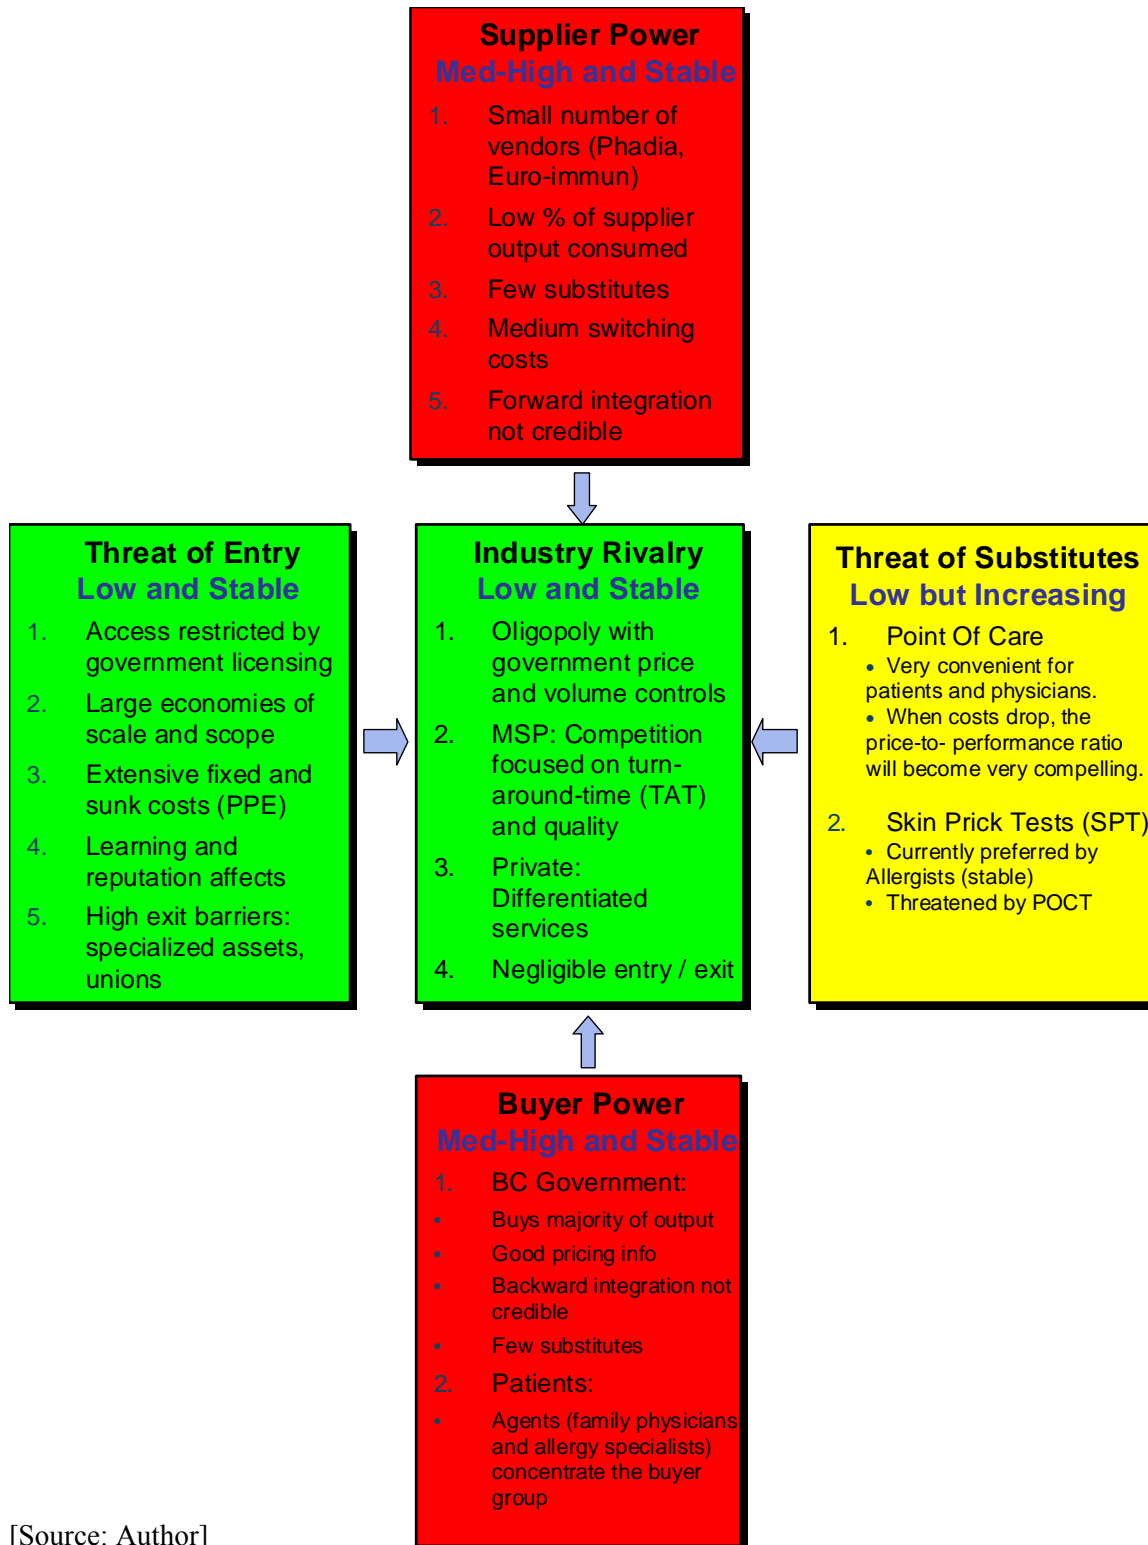 Supplier Power
Med-High and Stable
1. Small number of
vendors (Phadia,
Euro-immun)
2. Low % of supplier
output consumed
3. Few substitutes
4. Medium switching
costs
5. Forward integration
not credible
Threat of Entry
Low and Stable
1. Access restricted by
government licensing
2. Large economies of
scale and scope
3. Extensive fixed and
sunk costs (PPE)
4. Learning and
reputation affects
5. High exit barriers:
specialized assets,
unions
Industry Rivalry
Low and Stable
1. Oligopoly with
government price
and volume controls
2. MSP: Competition
focused on turn-
around-time (TAT)
and quality
3. Private:
Differentiated
services
4. Negligible entry / exit
Threat of Substitutes
Low but Increasing
1. Point Of Care
• Very convenient for
patients and physicians.
• When costs drop, the
price-to- performance ratio
will become very compelling.
2. Skin Prick Tests (SPT)
• Currently preferred by
Allergists (stable)
• Threatened by POCT
Buyer Power
Med-High and Stable
1. BC Government:
• Buys majority of output
• Good pricing info
• Backward integration not
credible
• Few substitutes
2. Patients:
• Agents (family physicians
and allergy specialists)
concentrate the buyer
group
[Source: Author]